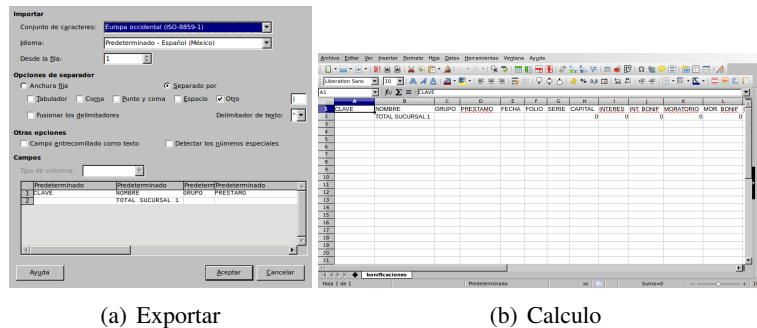 Importar
Conjunto de caracteres: Europa occidental (ISO-8859-1)
Idioma: Predeterminado - Español (México)
Desde la fila: 1
Opciones de separador
Anchura fija Separado por
Tabulador Coma Punto y coma Espacio Otro |
Fusionar los delimitadores Delimitador de texto: "
Otras opciones
Campo entrecomillado como texto Detectar los números especiales
Campos
Tipo de columna:
Predeterminado Predeterminado Predeterm Predeterminado
1 CLAVE NOMBRE GRUPO PRESTAMO
2 TOTAL SUCURSAL 1
Ayuda Aceptar Cancelar
(a) Exportar
Archivo Editar Ver Insertar Formato Hoja Datos Herramientas Ventana Ayuda
Liberation Sans 10
A1 CLAVE
A B C D E F G H I J K L
1 CLAVE NOMBRE GRUPO PRESTAMO FECHA FOLIO SERIE CAPITAL INTERES INT. BONIF MORATORIO MOR. BONIF
2 TOTAL SUCURSAL 1 0 0 0 0 0
3
4
5
6
7
8
9
10
11
12
13
14
15
16
17
18
19
20
21
bonificaciones
Hoja 1 de 1 Predeterminado Suma=0
(b) Calculo